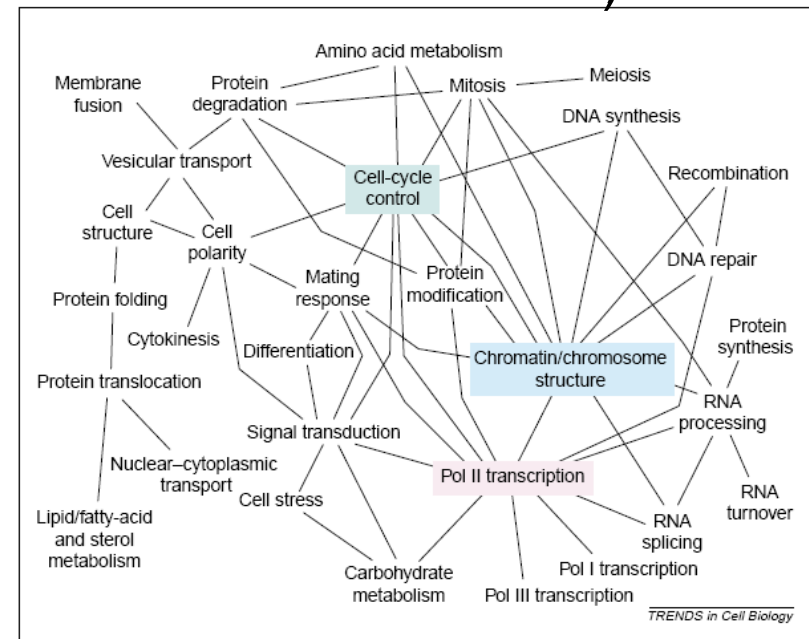 Amino acid metabolism
Membrane
fusion
Protein
degradation
Mitosis
Meiosis
DNA synthesis
Vesicular transport
Cell-cycle
control
Recombination
Cell
structure
Cell
polarity
DNA repair
Mating
response
Protein
modification
Protein folding
Cytokinesis
Differentiation
Chromatin/chromosome
structure
Protein
synthesis
Protein translocation
RNA
processing
Signal transduction
Nuclear–cytoplasmic
transport
Cell stress
Pol II transcription
RNA
turnover
Lipid/fatty-acid
and sterol
metabolism
RNA
splicing
Carbohydrate
metabolism
Pol I transcription
Pol III transcription
TRENDS in Cell Biology